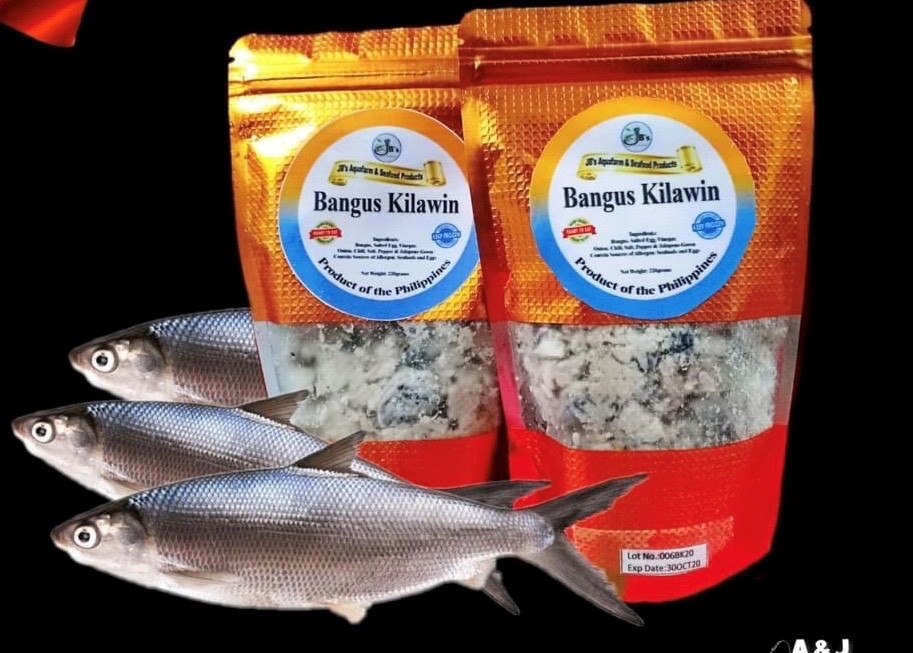 JB's
JB's Aquafarm & Seafood Products
Bangus Kilawin
READY TO EAT
KEEP FROZEN
Ingredients:
Bangus, Salted Egg, Vinegar,
Onion, Chili, Salt, Pepper & Jalapeno Green
Contain Sources of Allergen: Seafoods and Eggs
Net Weight: 220grams
Product of the Philippines
JB's
JB's Aquafarm & Seafood Products
Bangus Kilawin
READY TO EAT
KEEP FROZEN
Ingredients:
Bangus, Salted Egg, Vinegar,
Onion, Chili, Salt, Pepper & Jalapeno Green
Contain Sources of Allergen: Seafoods and Eggs
Net Weight: 220grams
Product of the Philippines
Lot No.:006BK20
Exp Date:30OCT20
A & J